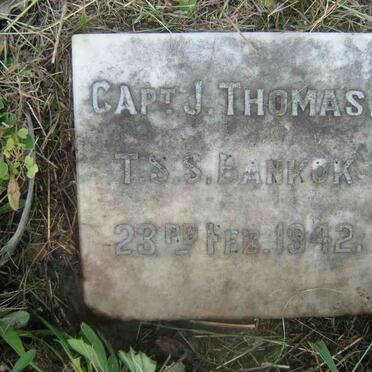 CAPT. J. THOMAS.
T.S.S. BANKOK
23RD FEB. 1942.